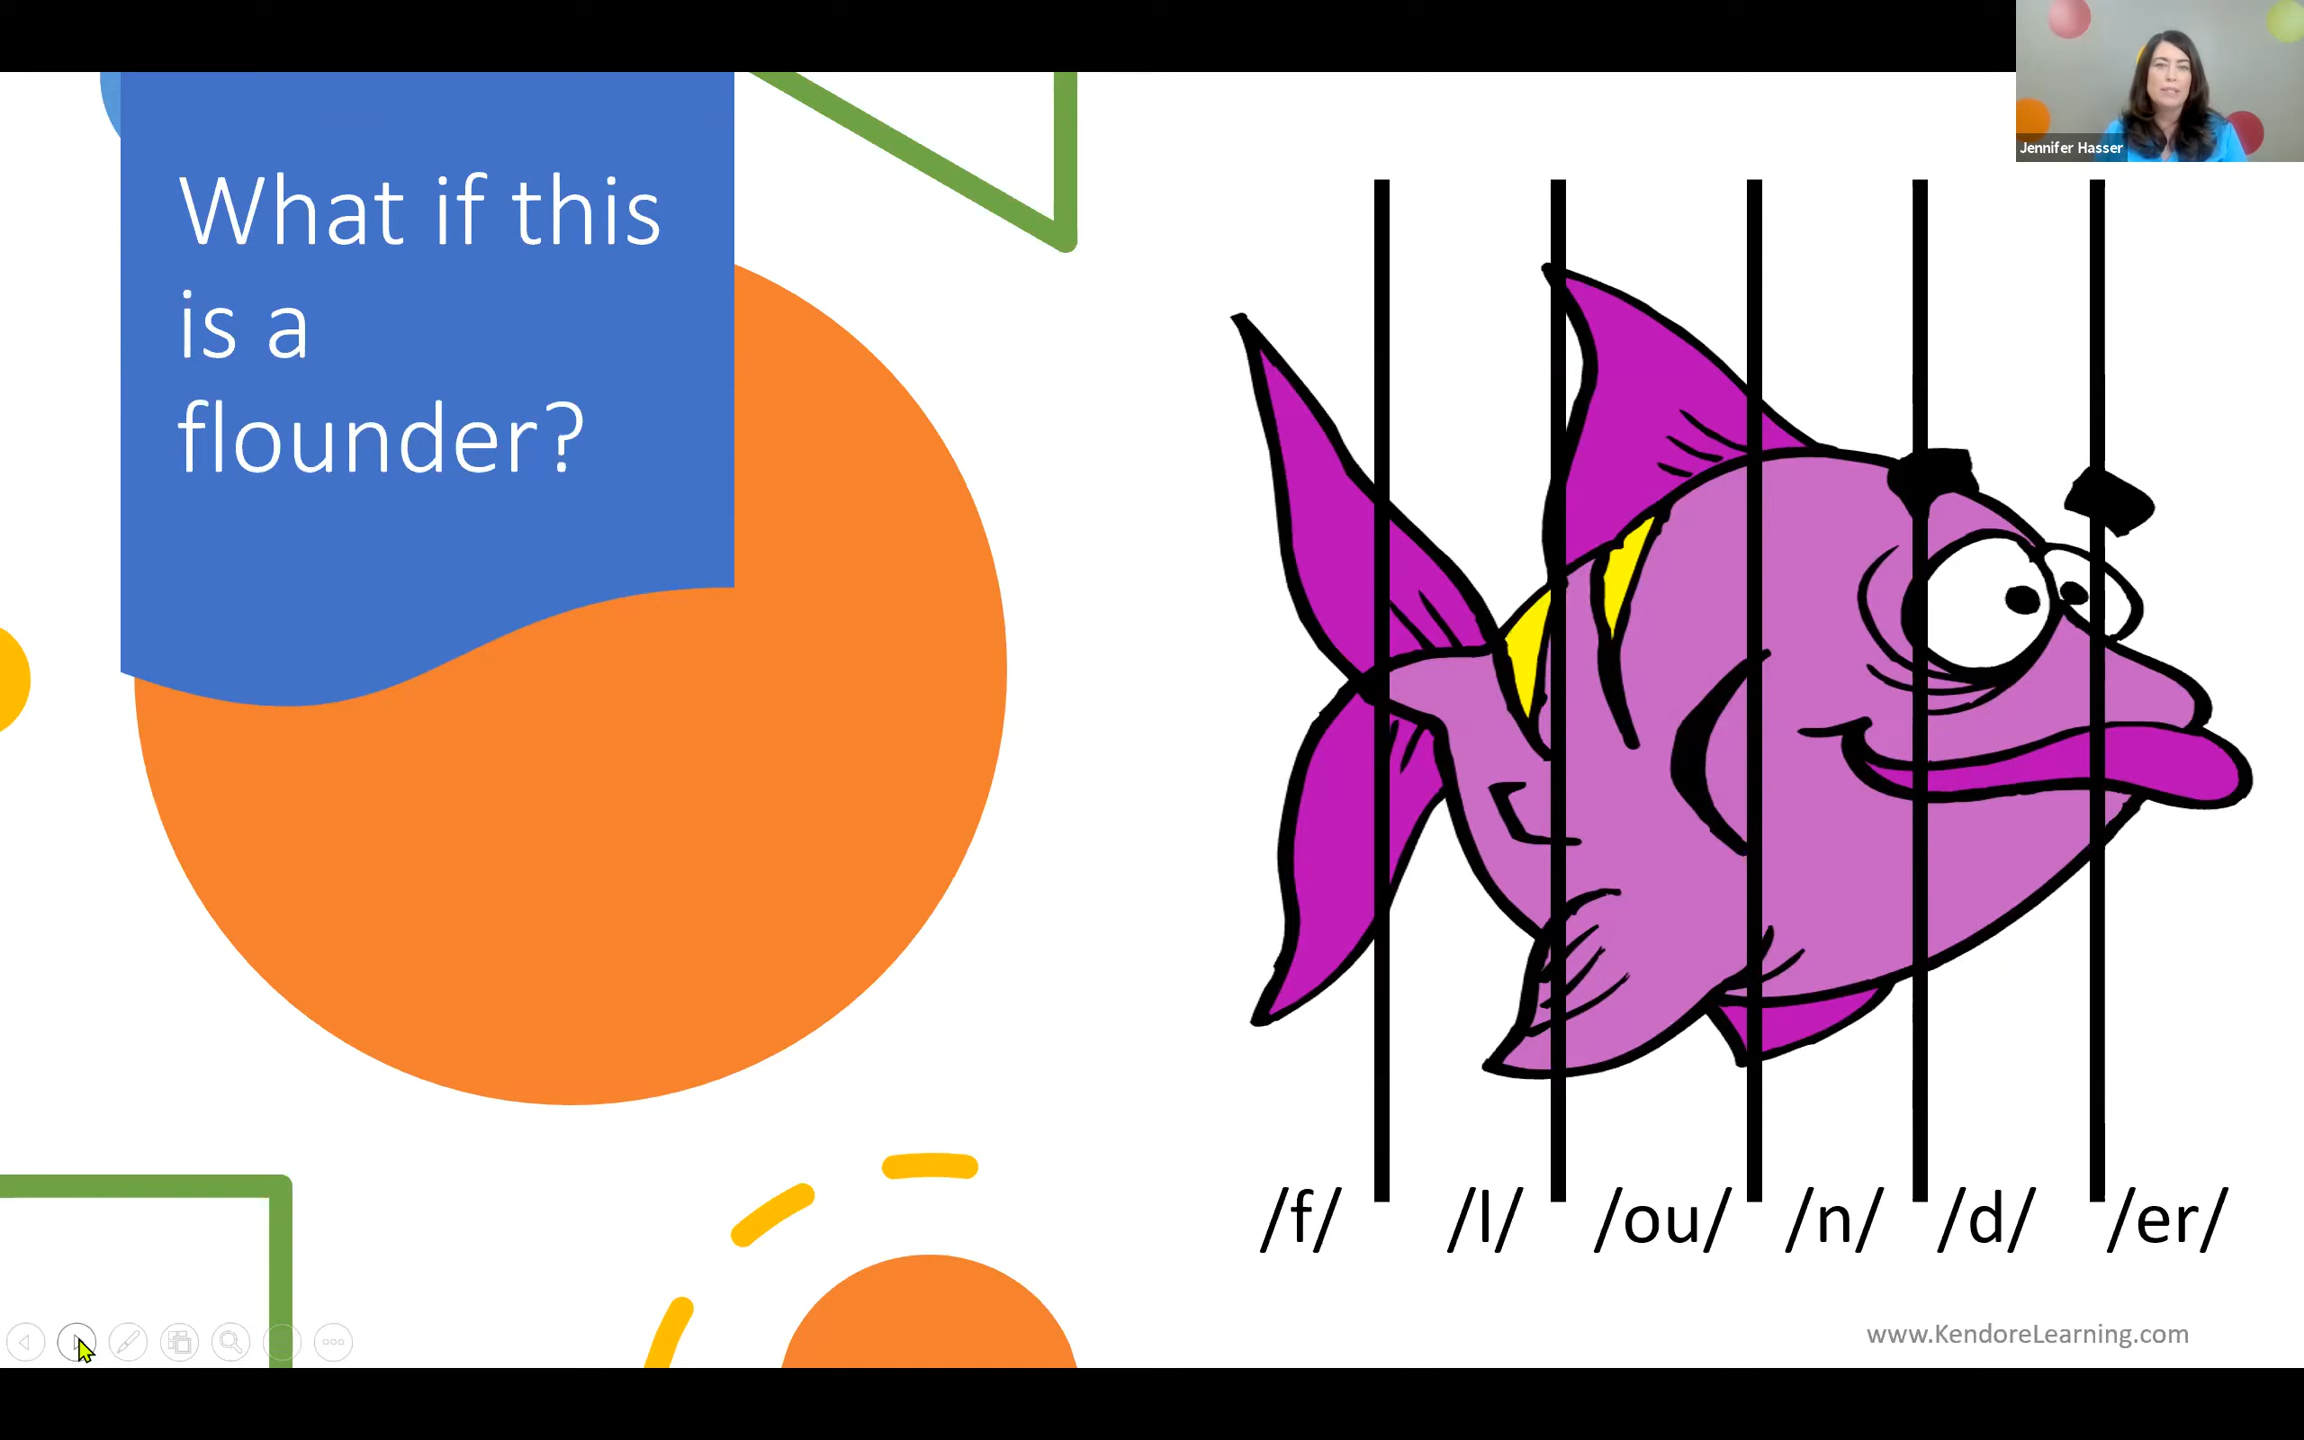 Jennifer Hasser
What if this
is a
flounder?
/f/ /l/ /ou/ /n/ /d/ /er/
www.KendoreLearning.com